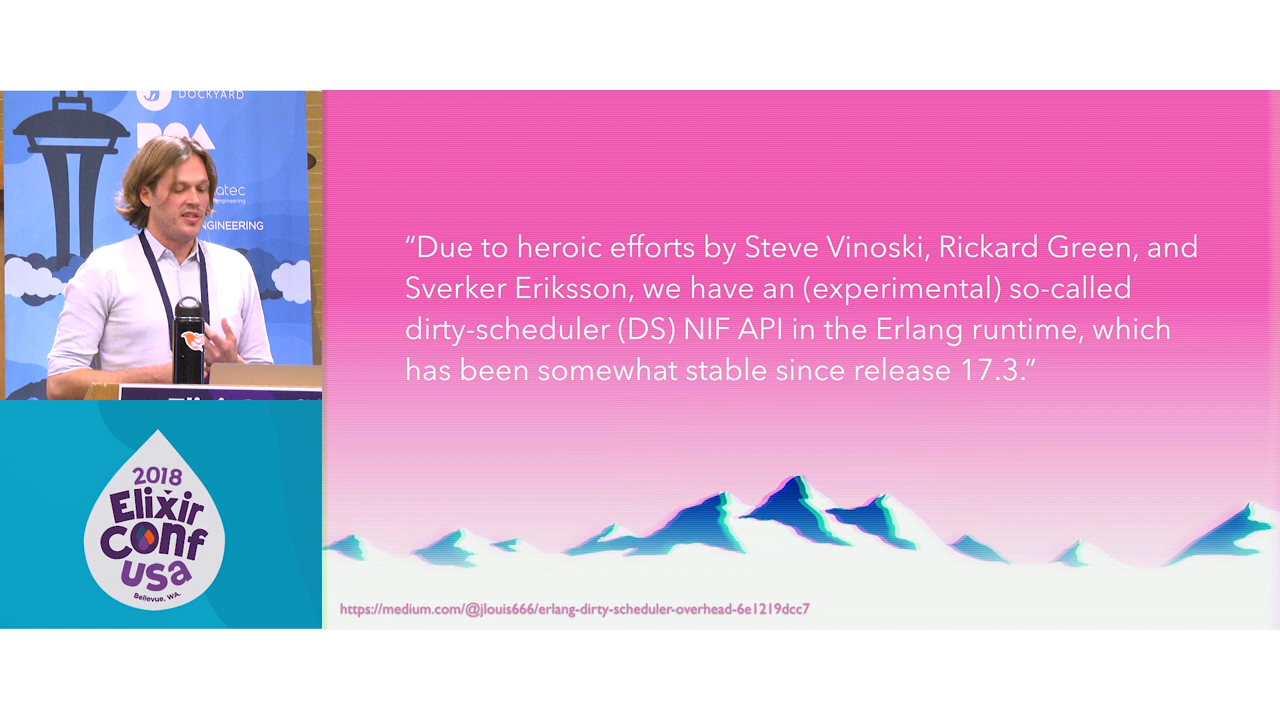 DOCKYARD
atec
engineering
NGINEERING
2018
Elixir
Conf
USA
Bellevue, WA.
“Due to heroic efforts by Steve Vinoski, Rickard Green, and
Sverker Eriksson, we have an (experimental) so-called
dirty-scheduler (DS) NIF API in the Erlang runtime, which
has been somewhat stable since release 17.3.“
https://medium.com/@jlouis666/erlang-dirty-scheduler-overhead-6e1219dcc7